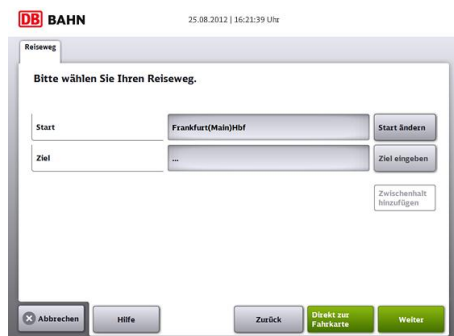 DB BAHN
25.08.2012 | 16:21:39 Uhr
Reiseweg
Bitte wählen Sie Ihren Reiseweg.
Start
Frankfurt(Main)Hbf
Start ändern
Ziel
...
Ziel eingeben
Zwischenhalt
hinzufügen
Abbrechen
Hilfe
Zurück
Direkt zur
Fahrkarte
Weiter